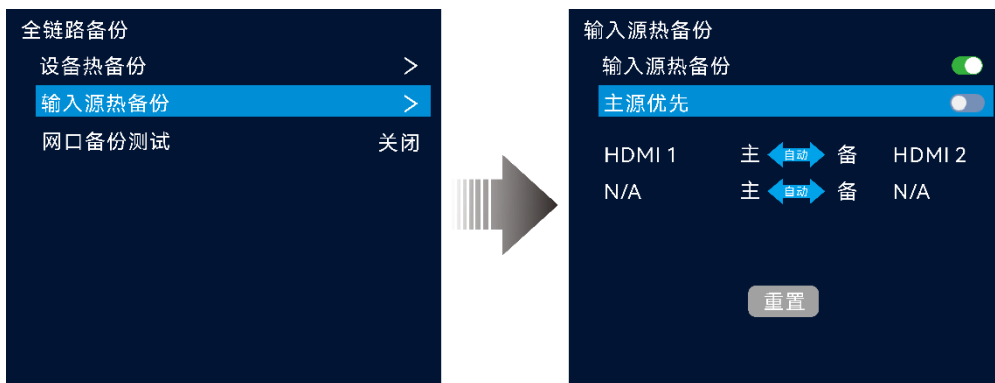 全链路备份
设备热备份 >
输入源热备份 >
网口备份测试 关闭
输入源热备份
输入源热备份
主源优先
HDMI 1 主 自动 备 HDMI 2
N/A 主 自动 备 N/A
重置